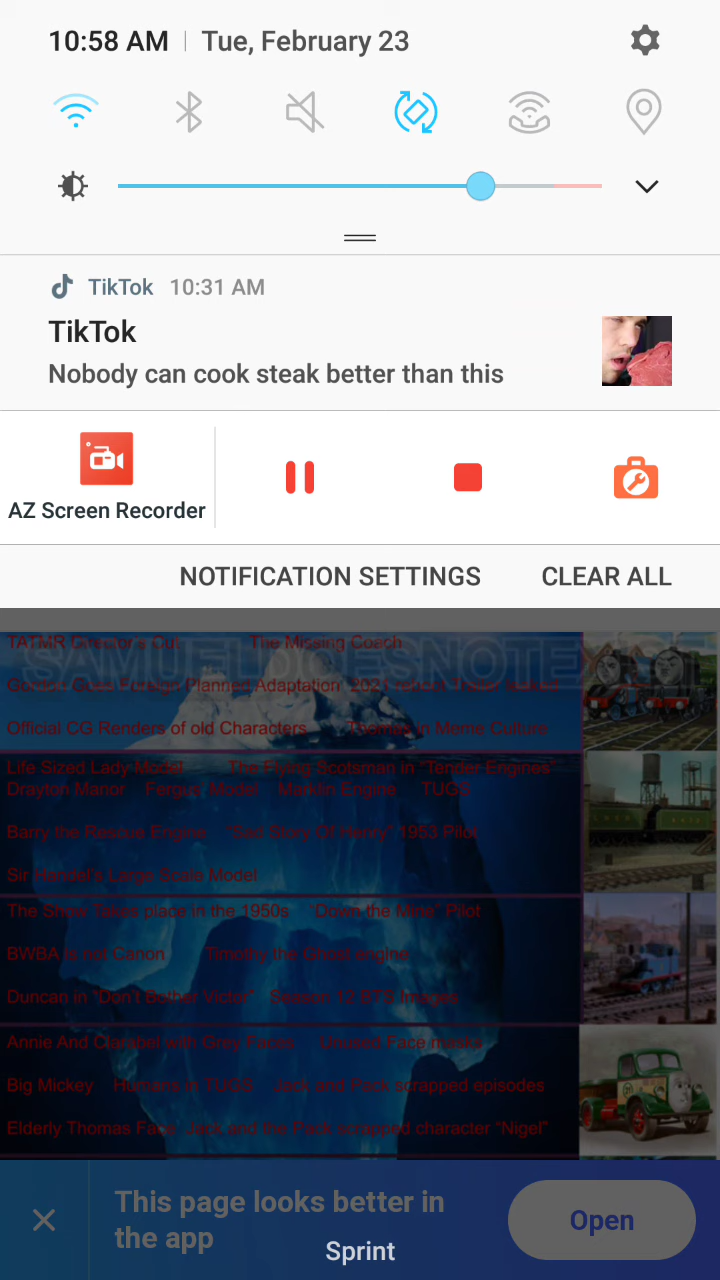 10:58 AM | Tue, February 23
TikTok 10:31 AM
TikTok
Nobody can cook steak better than this
AZ Screen Recorder
NOTIFICATION SETTINGS CLEAR ALL
TATMR Director's Cut The Missing Coach
SAMUELDOESNOTEX
Gordon Goes Foreign Planned Adaptation 2021 reboot Trailer leaked
Official CG Renders of old Characters Thomas in Meme Culture
Life Sized Lady Model The Flying Scotsman in "Tender Engines"
Drayton Manor Fergus Model Marklin Engine TUGS
Barry the Rescue Engine "Sad Story Of Henry" 1953 Pilot
Sir Handel's Large Scale Model
The Show Takes place in the 1950s "Down the Mine" Pilot
BWBA is not Canon Timothy the Ghost engine
Duncan in "Don't Bother Victor" Season 12 BTS Images
Annie And Clarabel with Grey Faces Unused Face masks
Big Mickey Humans in TUGS Jack and Pack scrapped episodes
Elderly Thomas Face Jack and the Pack scrapped character "Nigel"
This page looks better in
the app
Open
Sprint